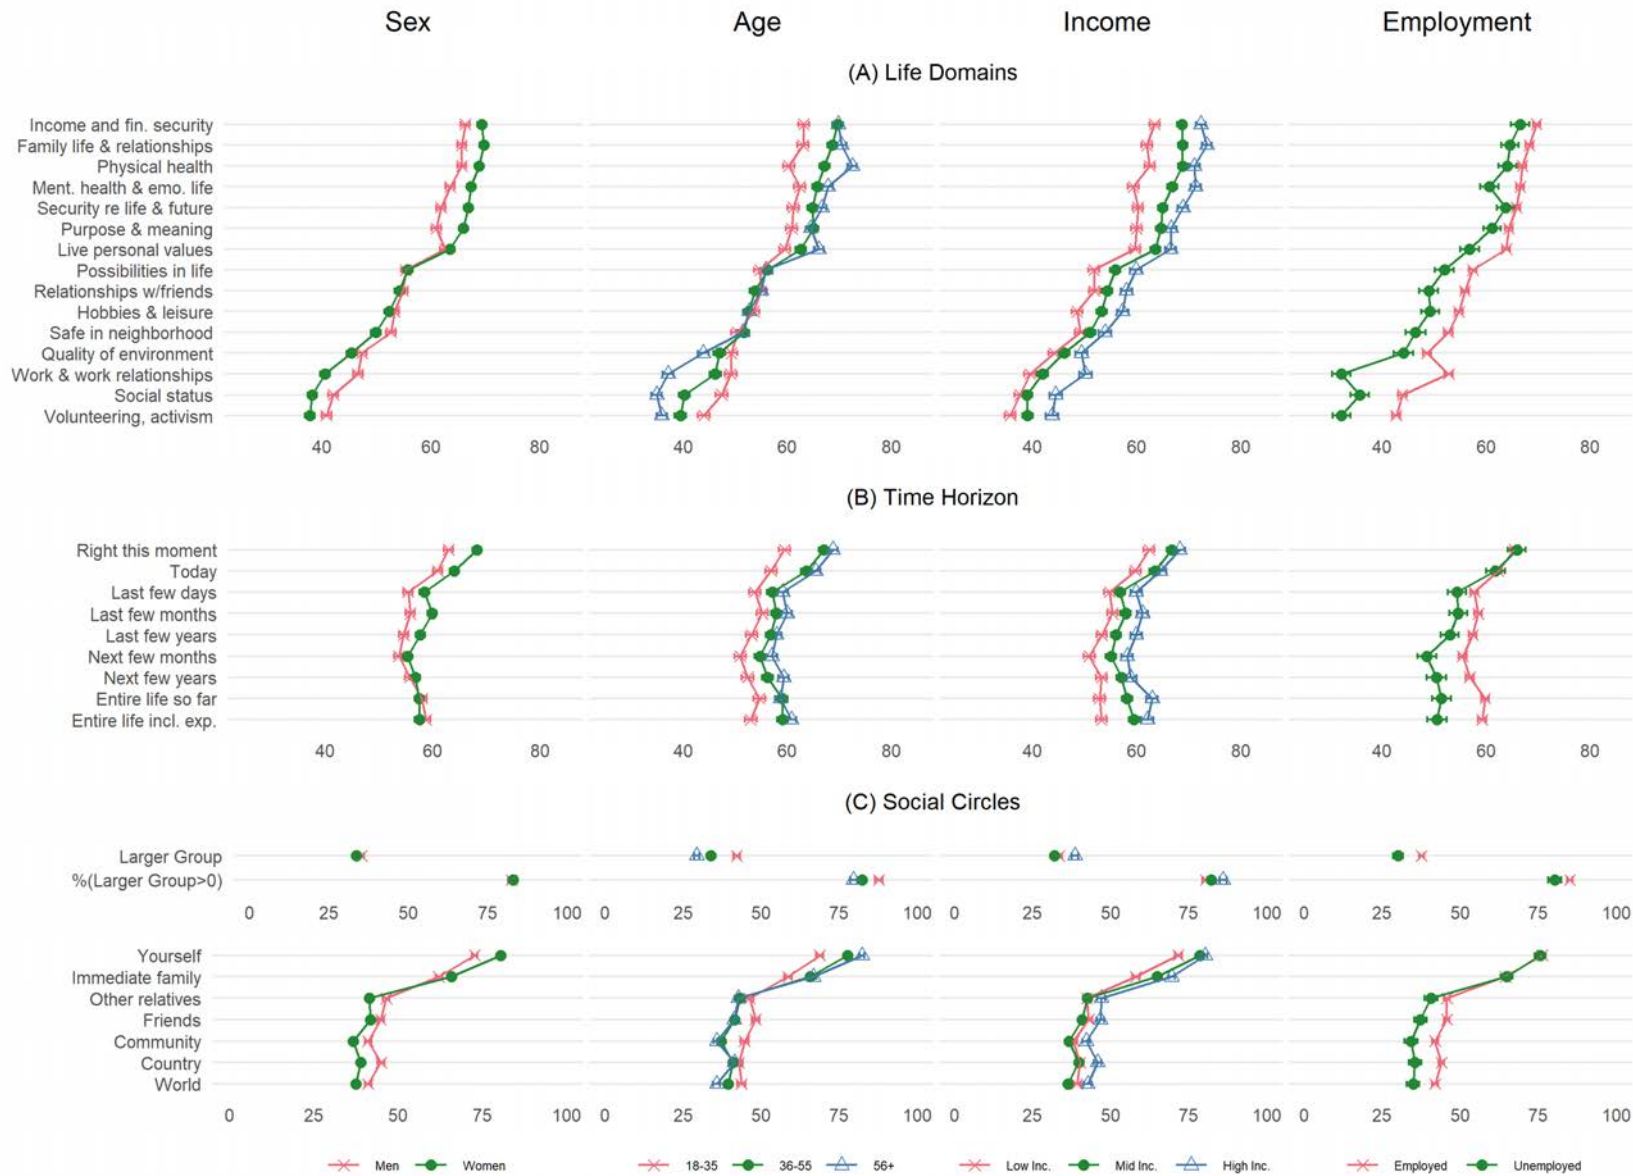 Sex Age Income Employment
(A) Life Domains
Income and fin. security
Family life & relationships
Physical health
Ment. health & emo. life
Security re life & future
Purpose & meaning
Live personal values
Possibilities in life
Relationships w/friends
Hobbies & leisure
Safe in neighborhood
Quality of environment
Work & work relationships
Social status
Volunteering, activism
40 60 80 40 60 80 40 60 80 40 60 80
(B) Time Horizon
Right this moment
Today
Last few days
Last few months
Last few years
Next few months
Next few years
Entire life so far
Entire life incl. exp.
40 60 80 40 60 80 40 60 80 40 60 80
(C) Social Circles
Larger Group
%(Larger Group>0)
0 25 50 75 100 0 25 50 75 100 0 25 50 75 100 0 25 50 75 100
Yourself
Immediate family
Other relatives
Friends
Community
Country
World
0 25 50 75 100 0 25 50 75 100 0 25 50 75 100 0 25 50 75 100
Men Women 18-35 36-55 56+ Low Inc. Mid Inc. High Inc. Employed Unemployed